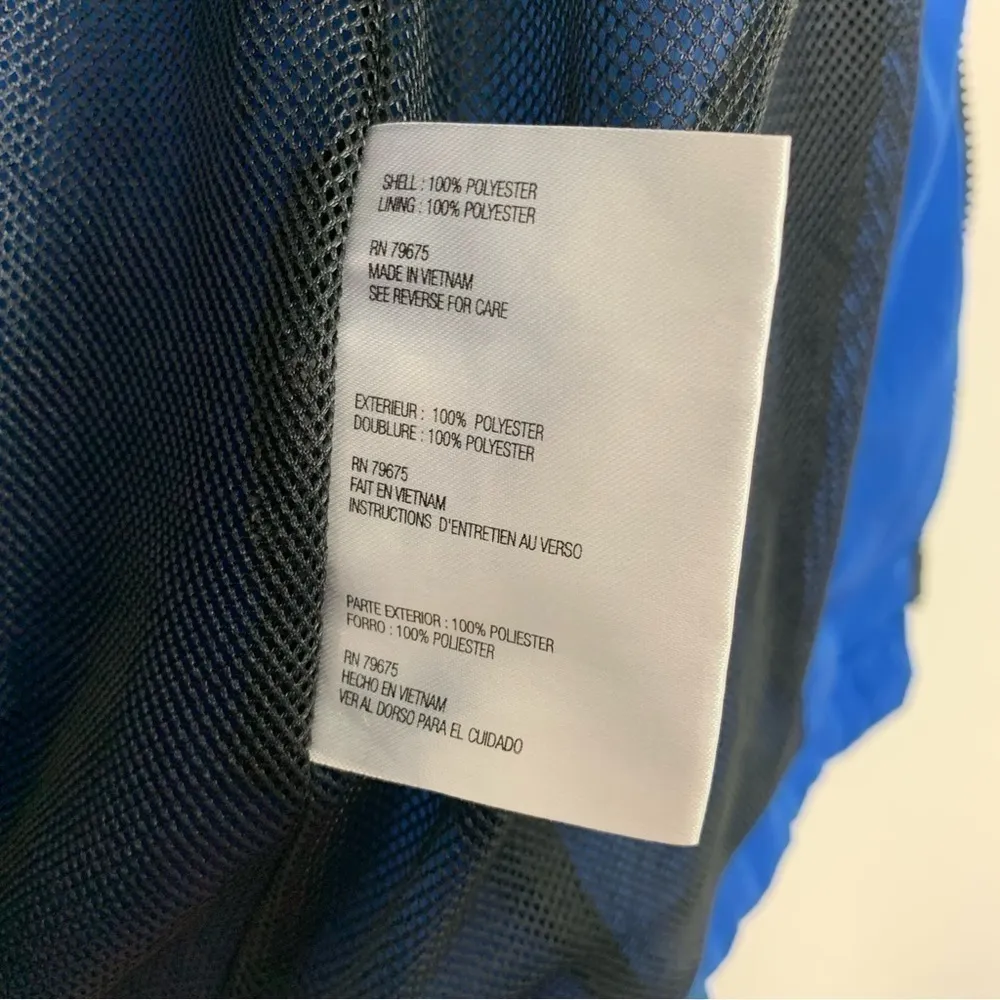 SHELL : 100% POLYESTER
LINING : 100% POLYESTER
RN 79675
MADE IN VIETNAM
SEE REVERSE FOR CARE
EXTERIEUR : 100% POLYESTER
DOUBLURE : 100% POLYESTER
RN 79675
FAIT EN VIETNAM
INSTRUCTIONS D'ENTRETIEN AU VERSO
PARTE EXTERIOR : 100% POLIESTER
FORRO : 100% POLIESTER
RN 79675
HECHO EN VIETNAM
VER AL DORSO PARA EL CUIDADO